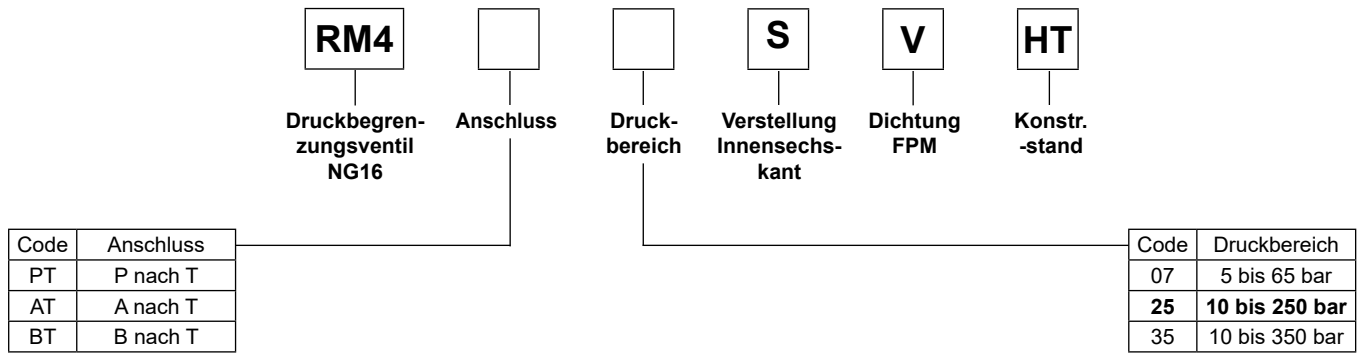 RM4 S V HT
Druckbegren-
zungsventil
NG16
Anschluss
Druck-
bereich
Verstellung
Innensechs-
kant
Dichtung
FPM
Konstr.
-stand
Code Anschluss
PT P nach T
AT A nach T
BT B nach T
Code Druckbereich
07 5 bis 65 bar
25 10 bis 250 bar
35 10 bis 350 bar